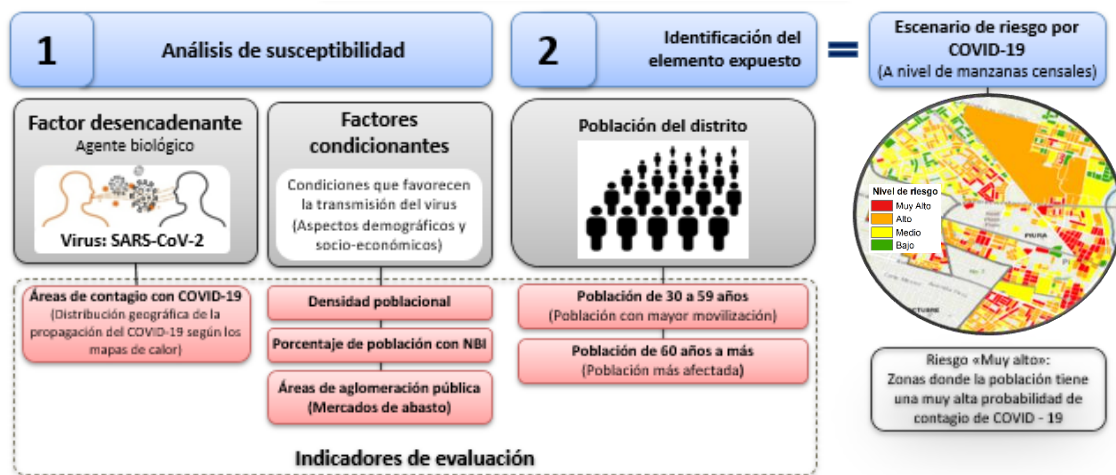 1
Análisis de susceptibilidad
2
Identificación del
elemento expuesto
=
Escenario de riesgo por
COVID-19
(A nivel de manzanas censales)
Factor desencadenante
Agente biológico
Virus: SARS-CoV-2
Factores
condicionantes
Condiciones que favorecen
la transmisión del virus
(Aspectos demográficos y
socio-económicos)
Población del distrito
Nivel de riesgo
Muy Alto
Alto
Medio
Bajo
PIURA
Áreas de contagio con COVID-19
(Distribución geográfica de la
propagación del COVID-19 según los
mapas de calor)
Densidad poblacional
Porcentaje de población con NBI
Áreas de aglomeración pública
(Mercados de abasto)
Población de 30 a 59 años
(Población con mayor movilización)
Población de 60 años a más
(Población más afectada)
Riesgo «Muy alto»:
Zonas donde la población tiene
una muy alta probabilidad de
contagio de COVID - 19
Indicadores de evaluación